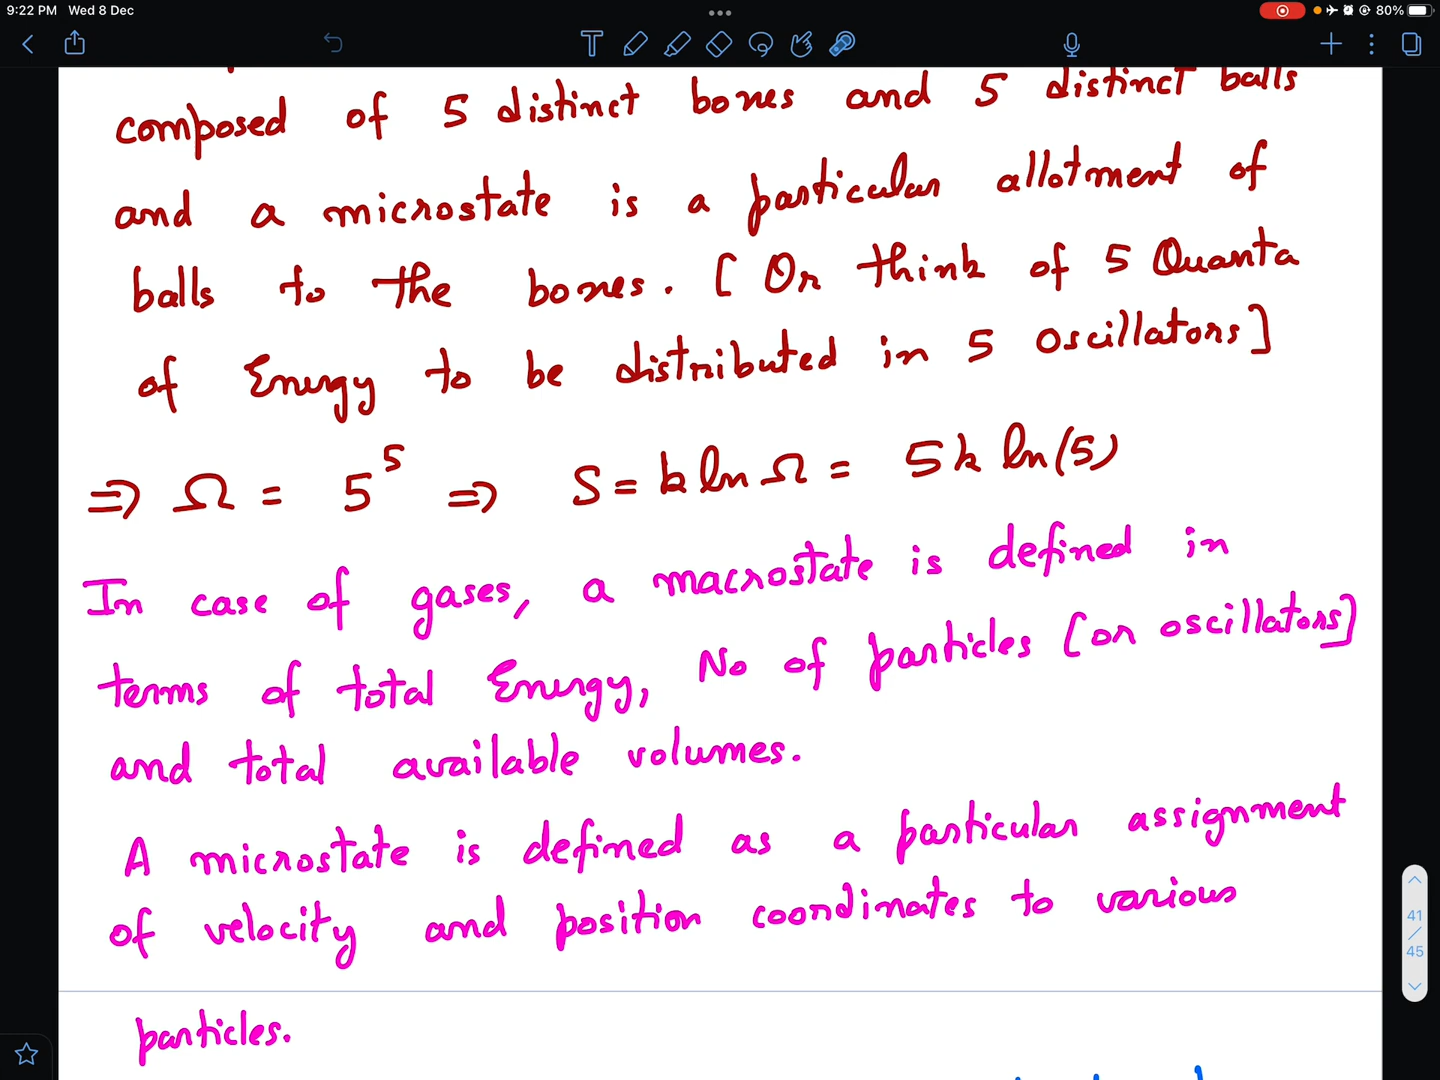 9:22 PM Wed 8 Dec
80%
composed of 5 distinct boxes and 5 distinct balls
and a microstate is a particular allotment of
balls to the boxes. [Or think of 5 Quanta
of Energy to be distributed in 5 oscillators]
⇒ Ω = 5⁵ ⇒ S = k ln Ω = 5k ln(5)
In case of gases, a macrostate is defined in
terms of total Energy, No of particles [or oscillators]
and total available volumes.
A microstate is defined as a particular assignment
of velocity and position coordinates to various
particles.
41
/
45